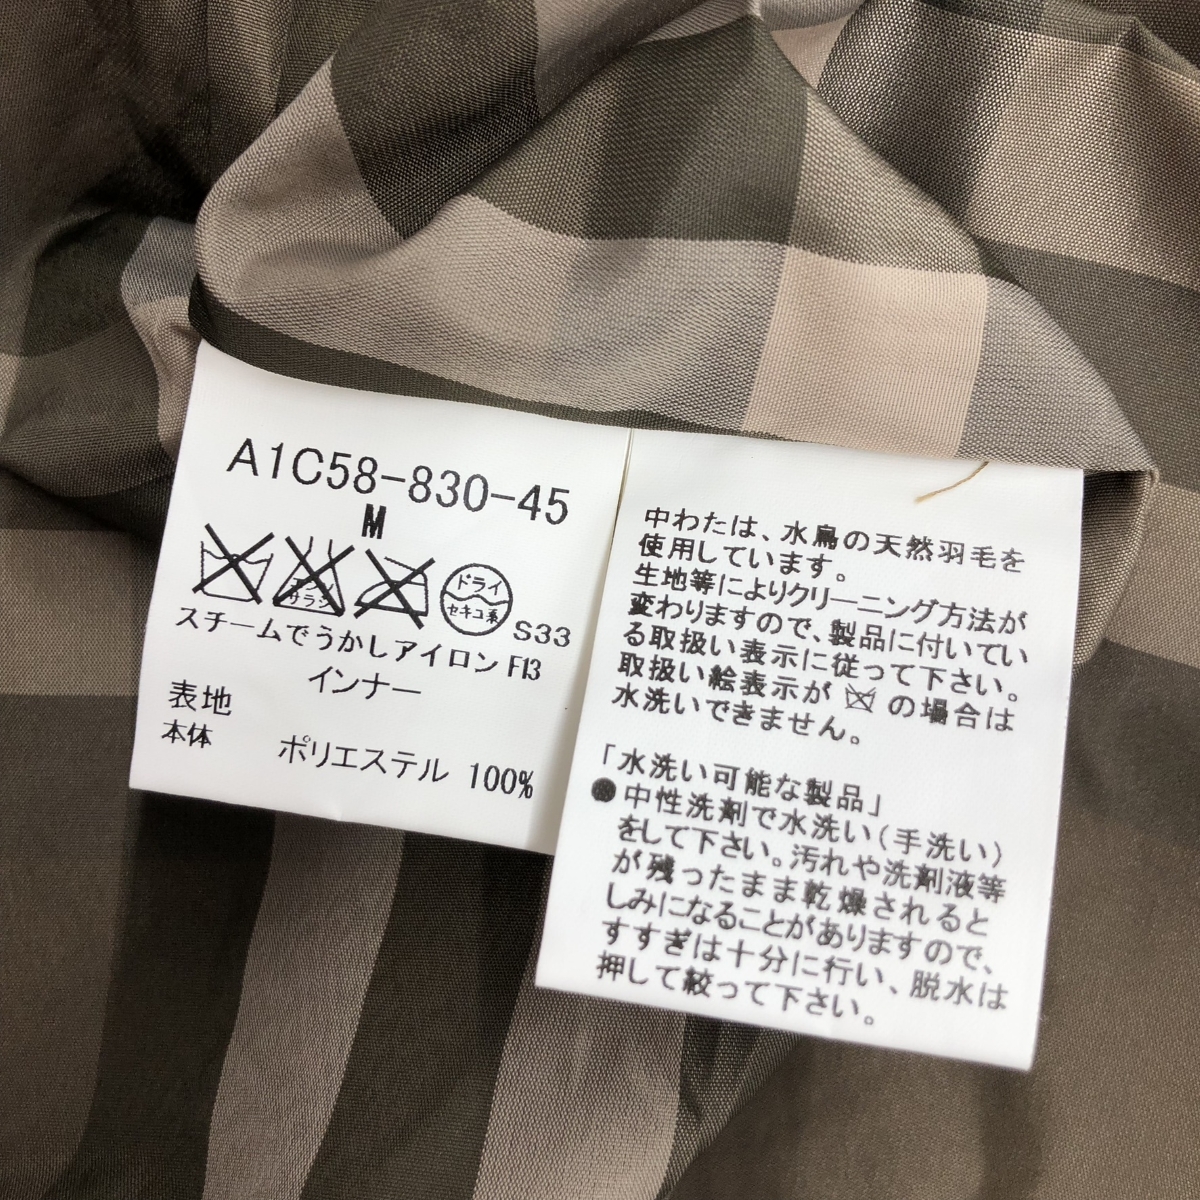 A1C58-830-45
M
エンソ
サラシ
ドライ
セキユ系
S33
スチームでうかしアイロン F13
インナー
表地
本体 ポリエステル 100%
中わたは、水鳥の天然羽毛を
使用しています。
生地等によりクリーニング方法が
変わりますので、製品に付いてい
る取扱い表示に従って下さい。
取扱い絵表示が の場合は
水洗いできません。
「水洗い可能な製品」
●中性洗剤で水洗い(手洗い)
をして下さい。汚れや洗剤液等
が残ったまま乾燥されると
しみになることがありますので、
すすぎは十分に行い、脱水は
押して絞って下さい。